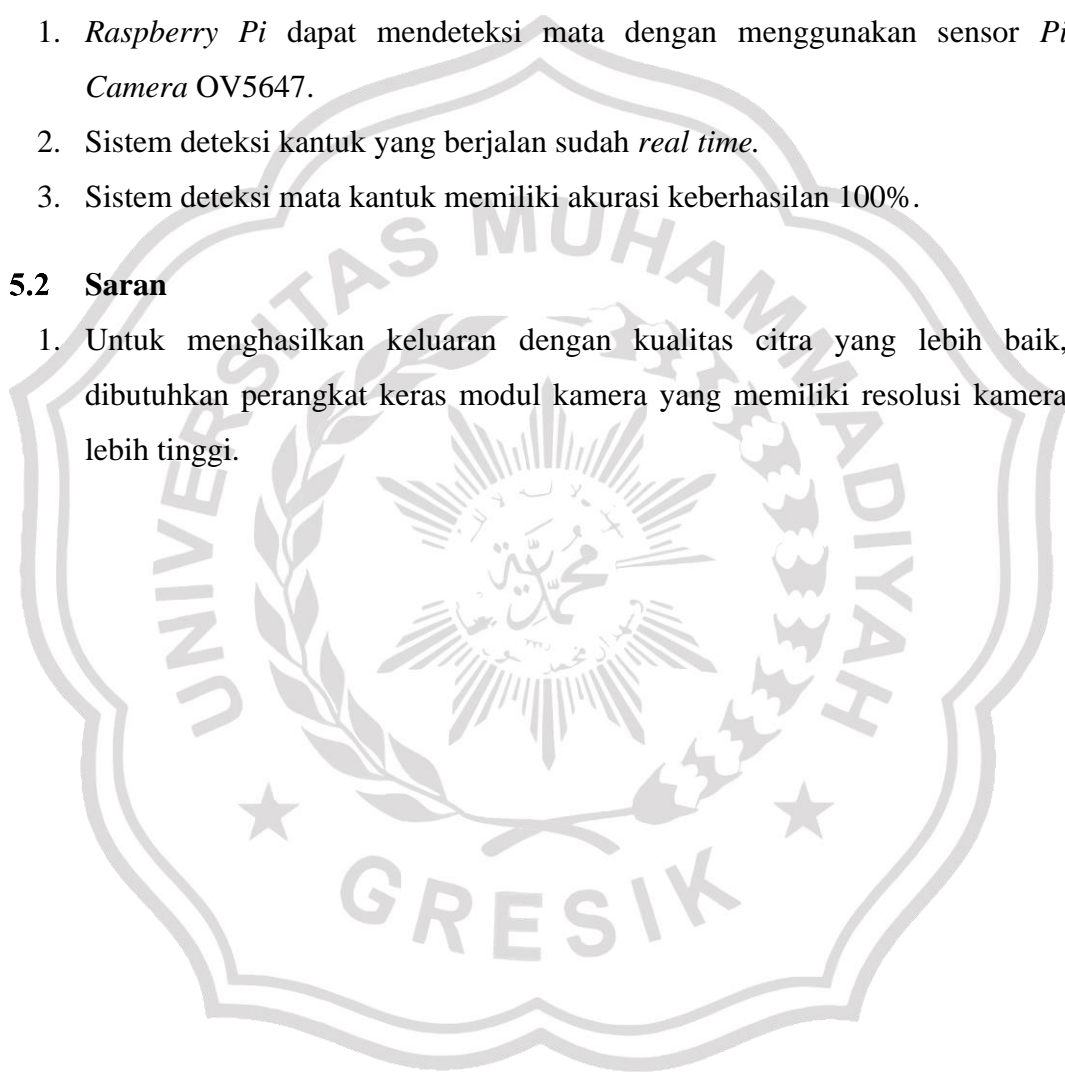 1. Raspberry Pi dapat mendeteksi mata dengan menggunakan sensor Pi
Camera OV5647.
2. Sistem deteksi kantuk yang berjalan sudah real time.
3. Sistem deteksi mata kantuk memiliki akurasi keberhasilan 100%.
5.2 Saran
1. Untuk menghasilkan keluaran dengan kualitas citra yang lebih baik,
dibutuhkan perangkat keras modul kamera yang memiliki resolusi kamera
lebih tinggi.
UNIVERSITAS MUHAMMADIYAH
GRESIK